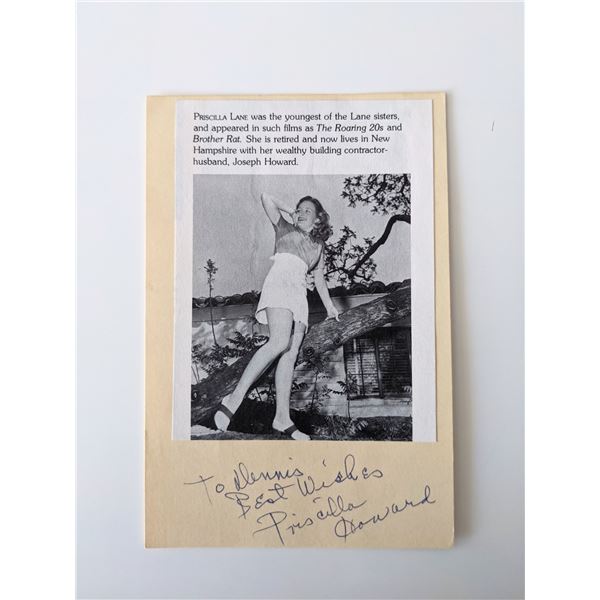 PRISCILLA LANE was the youngest of the Lane sisters,
and appeared in such films as The Roaring 20s and
Brother Rat. She is retired and now lives in New
Hampshire with her wealthy building contractor-
husband, Joseph Howard.
To Dennis
Best Wishes
Priscilla
Howard